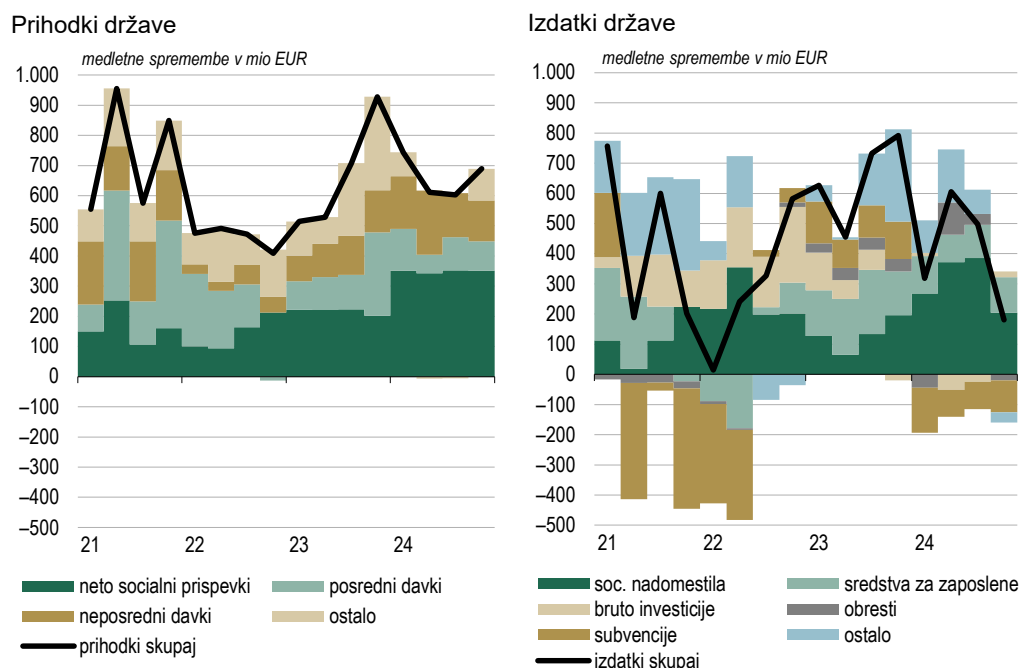 Prihodki države
medletne spremembe v mio EUR
1.000
900
800
700
600
500
400
300
200
100
0
–100
–200
–300
–400
–500
21 22 23 24
neto socialni prispevki posredni davki
neposredni davki ostalo
prihodki skupaj
Izdatki države
medletne spremembe v mio EUR
1.000
900
800
700
600
500
400
300
200
100
0
–100
–200
–300
–400
–500
21 22 23 24
soc. nadomestila sredstva za zaposlene
bruto investicije obresti
subvencije ostalo
izdatki skupaj